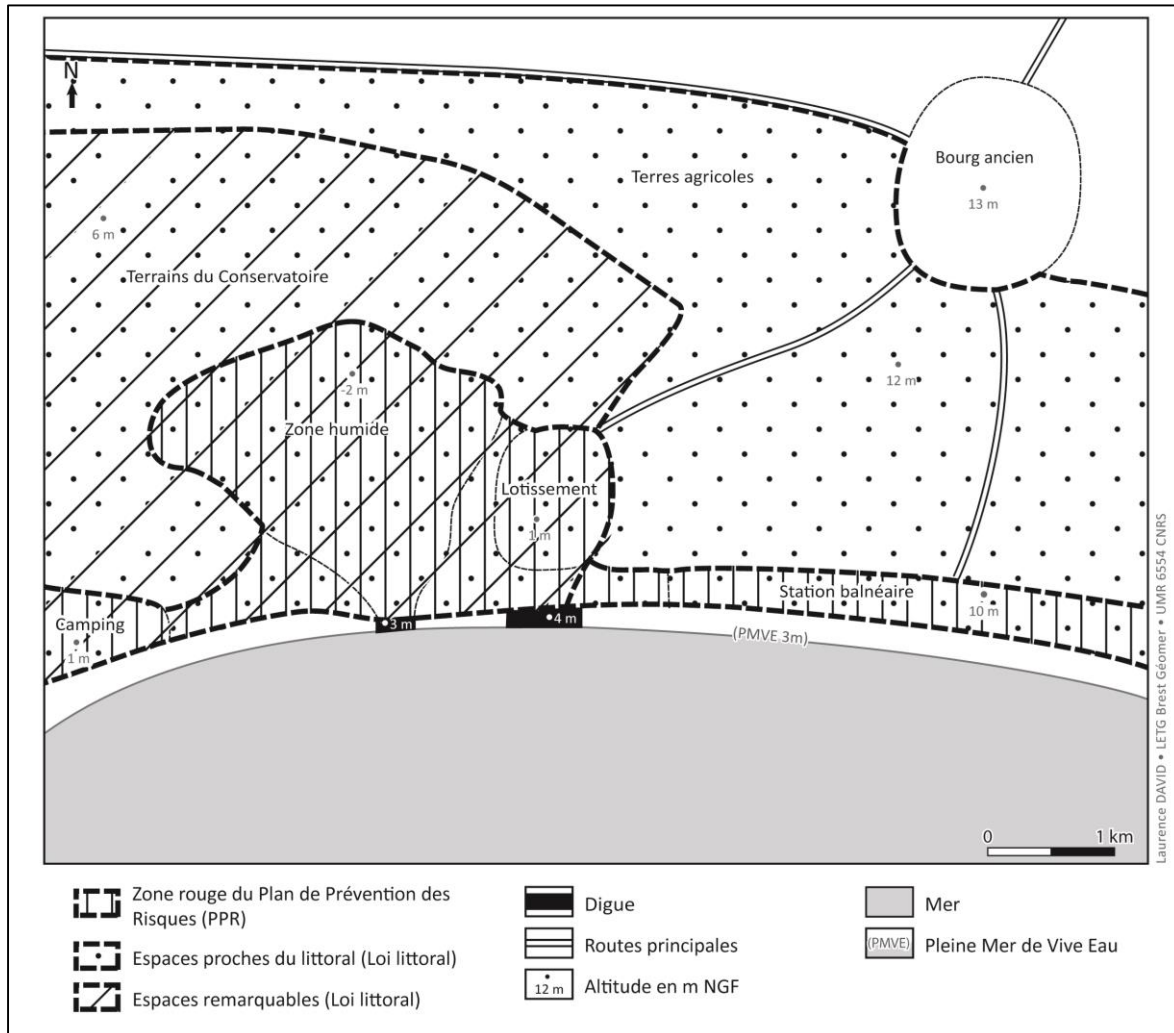 N
Bourg ancien
13 m
Terres agricoles
6 m
Terrains du Conservatoire
12 m
-2 m
Zone humide
Lotissement
1 m
Station balnéaire
10 m
Camping
1 m
3 m
4 m
(PMVE 3m)
0 1 km
Laurence DAVID • LETG Brest Géomer • UMR 6554 CNRS
Zone rouge du Plan de Prévention des
Risques (PPR)
Espaces proches du littoral (Loi littoral)
Espaces remarquables (Loi littoral)
Digue
Routes principales
12 m Altitude en m NGF
Mer
(PMVE) Pleine Mer de Vive Eau